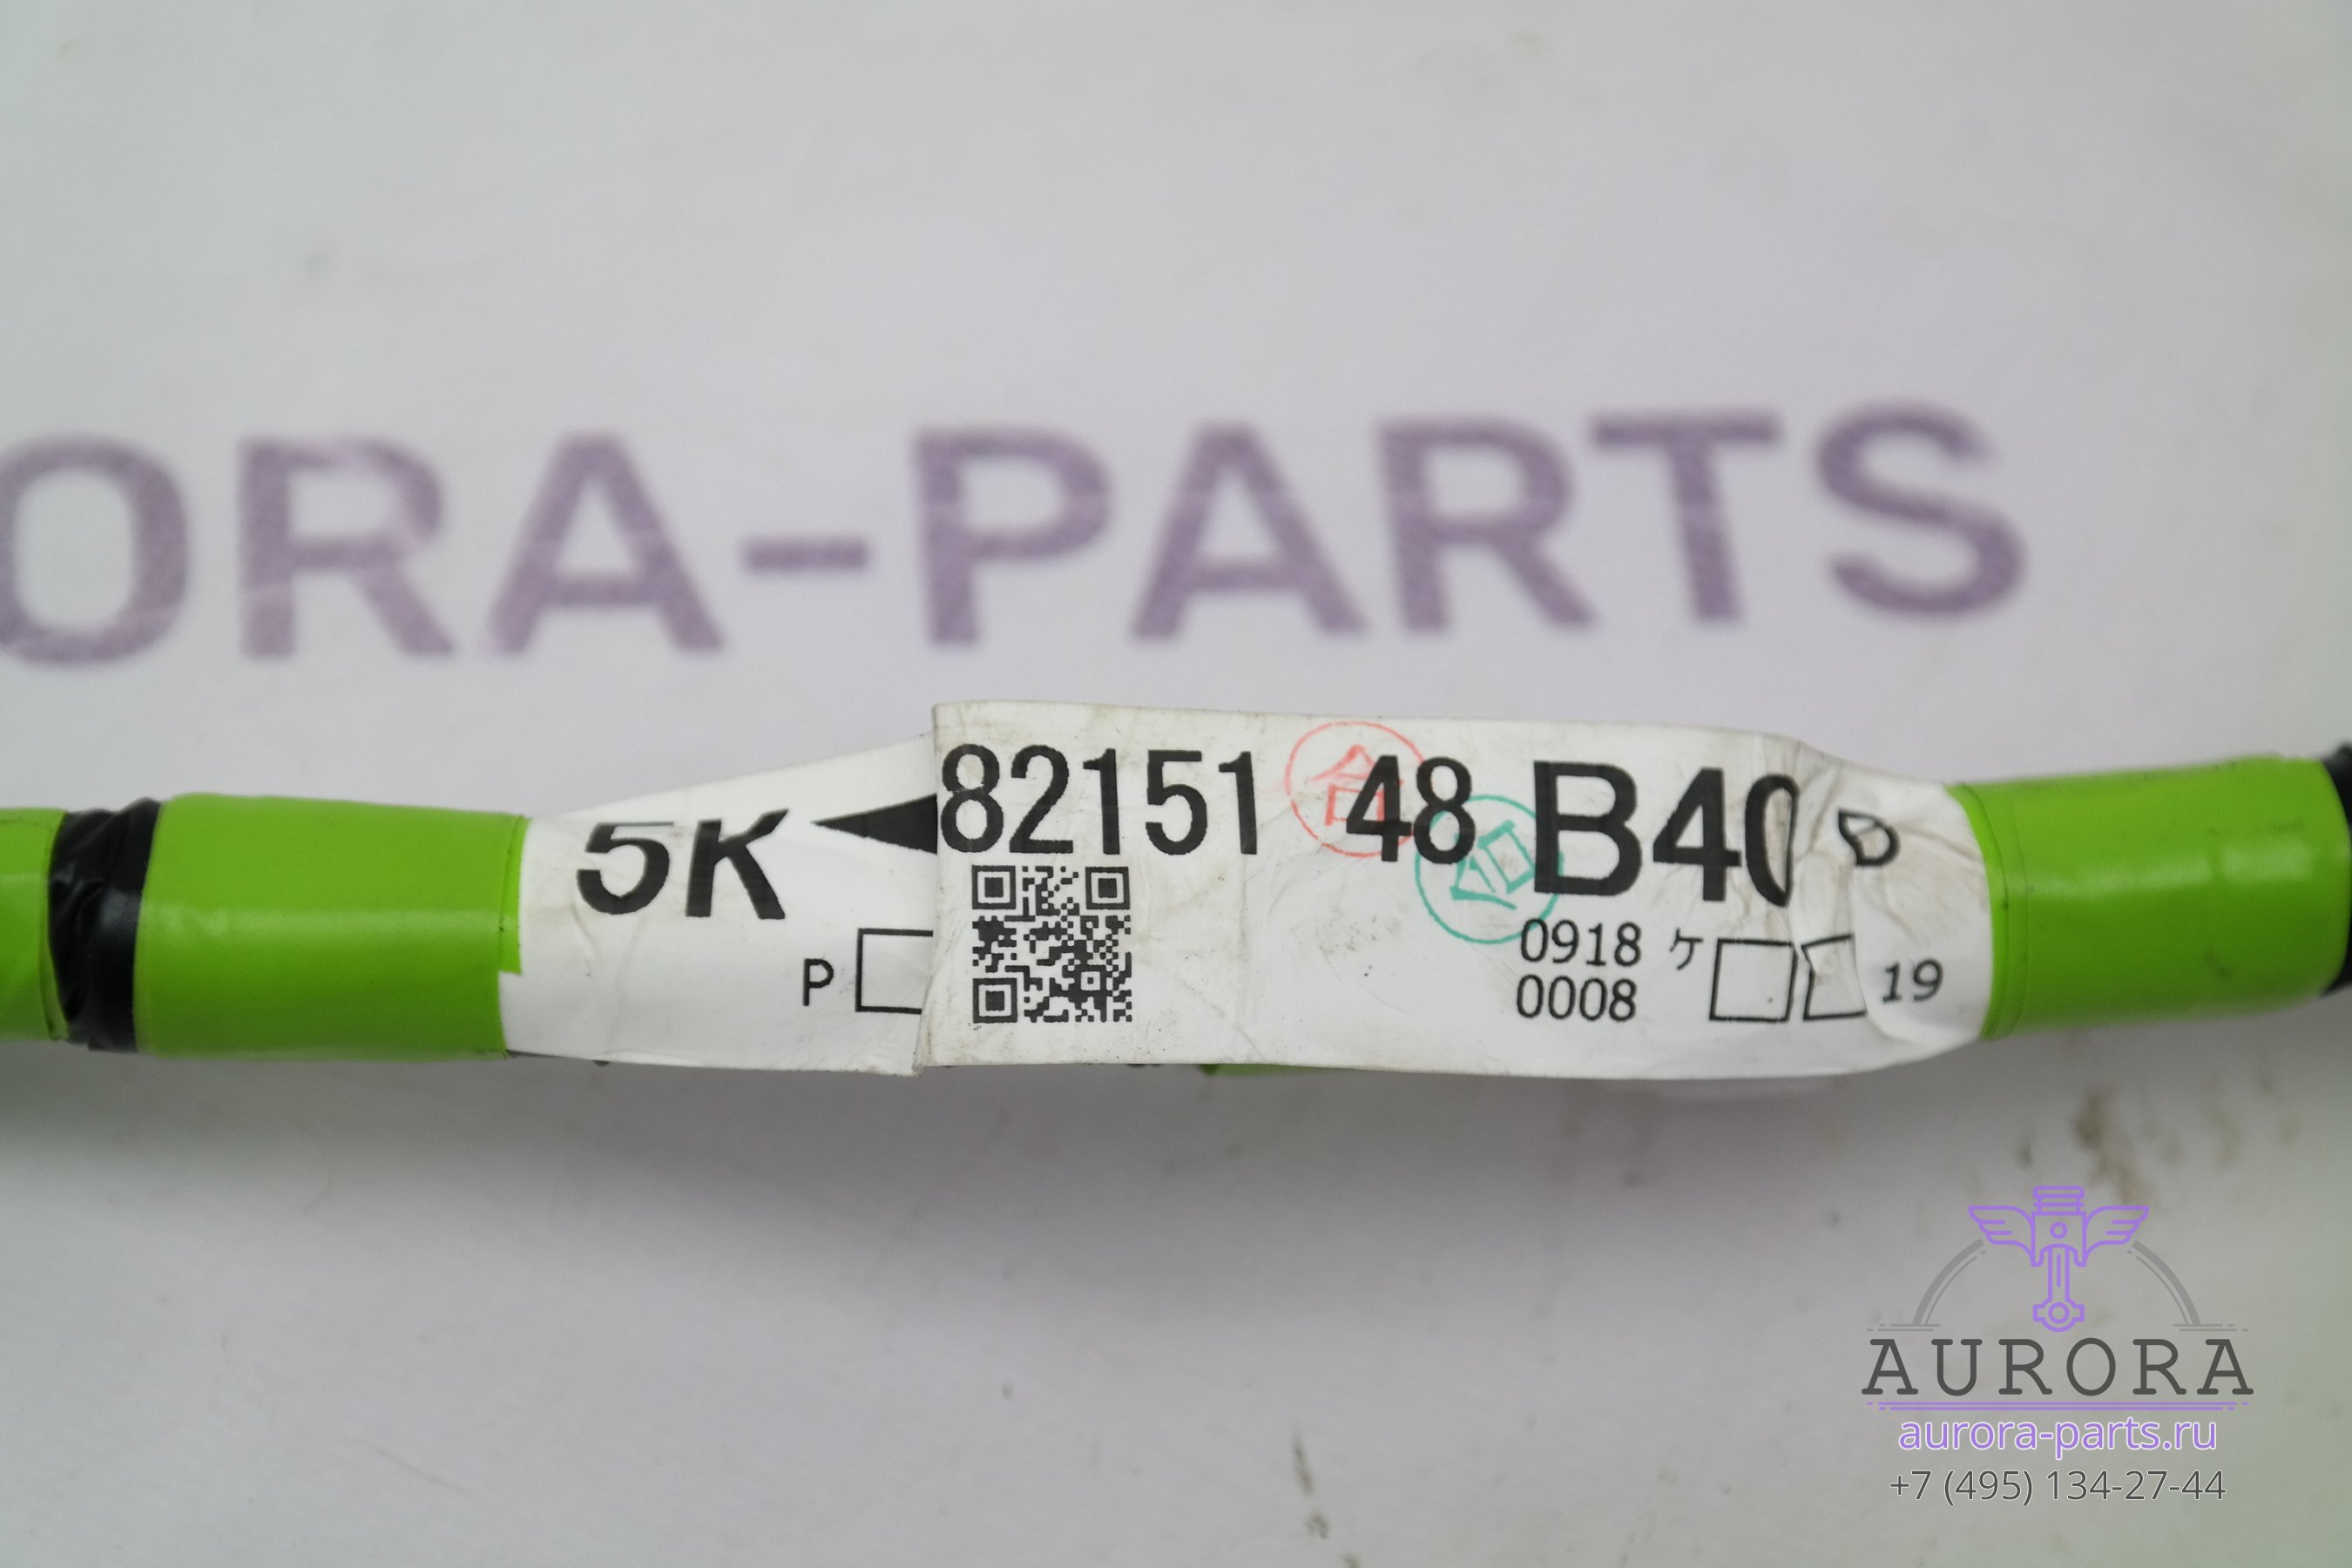 ORA-PARTS
5K 82151 合 48 B40 D
P 0918 ケ 19
0008
AURORA
aurora-parts.ru
+7 (495) 134-27-44